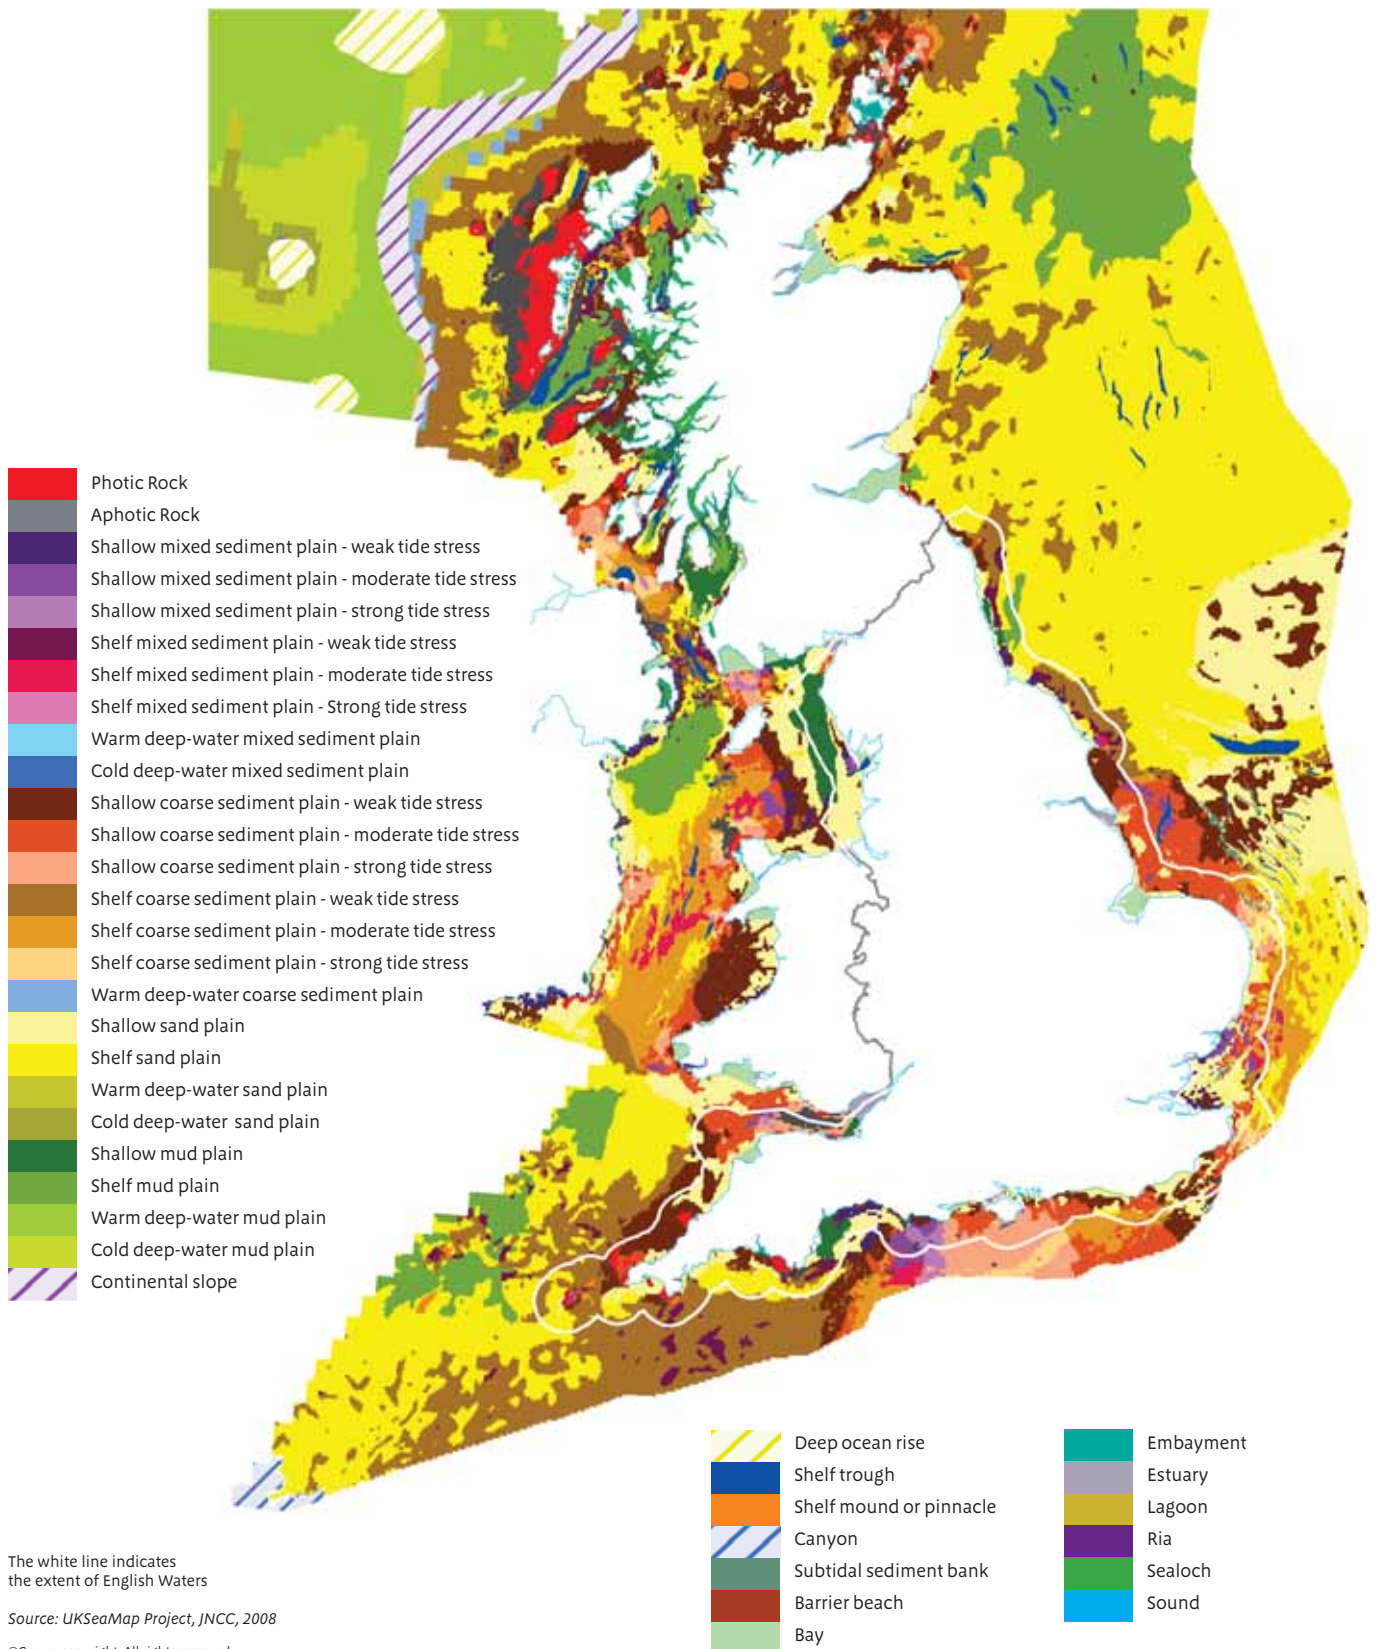 Photic Rock
Aphotic Rock
Shallow mixed sediment plain - weak tide stress
Shallow mixed sediment plain - moderate tide stress
Shallow mixed sediment plain - strong tide stress
Shelf mixed sediment plain - weak tide stress
Shelf mixed sediment plain - moderate tide stress
Shelf mixed sediment plain - Strong tide stress
Warm deep-water mixed sediment plain
Cold deep-water mixed sediment plain
Shallow coarse sediment plain - weak tide stress
Shallow coarse sediment plain - moderate tide stress
Shallow coarse sediment plain - strong tide stress
Shelf coarse sediment plain - weak tide stress
Shelf coarse sediment plain - moderate tide stress
Shelf coarse sediment plain - strong tide stress
Warm deep-water coarse sediment plain
Shallow sand plain
Shelf sand plain
Warm deep-water sand plain
Cold deep-water sand plain
Shallow mud plain
Shelf mud plain
Warm deep-water mud plain
Cold deep-water mud plain
Continental slope
Deep ocean rise
Shelf trough
Shelf mound or pinnacle
Canyon
Subtidal sediment bank
Barrier beach
Bay
Embayment
Estuary
Lagoon
Ria
Sealoch
Sound
The white line indicates
the extent of English Waters
Source: UKSeaMap Project, JNCC, 2008